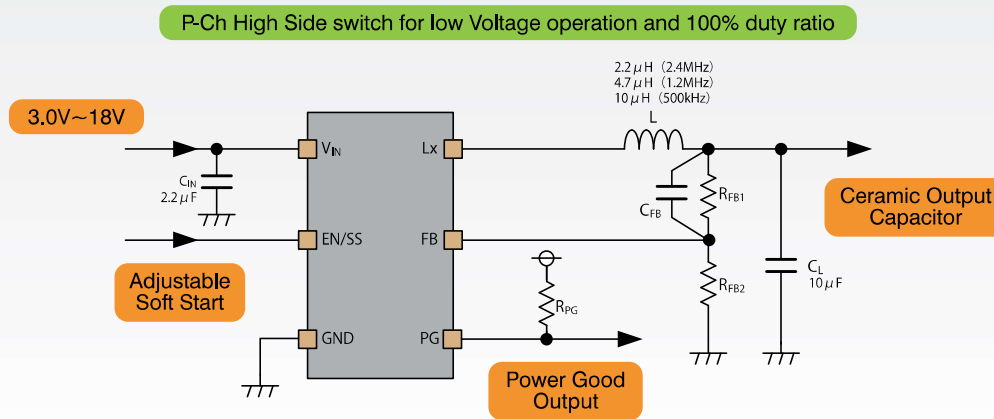 P-Ch High Side switch for low Voltage operation and 100% duty ratio
2.2μH (2.4MHz)
4.7μH (1.2MHz)
10μH (500kHz)
L
3.0V~18V
VIN
Lx
CIN
2.2μF
CFB
RFB1
Ceramic Output
Capacitor
EN/SS
FB
Adjustable
Soft Start
RPG
RFB2
CL
10μF
GND
PG
Power Good
Output